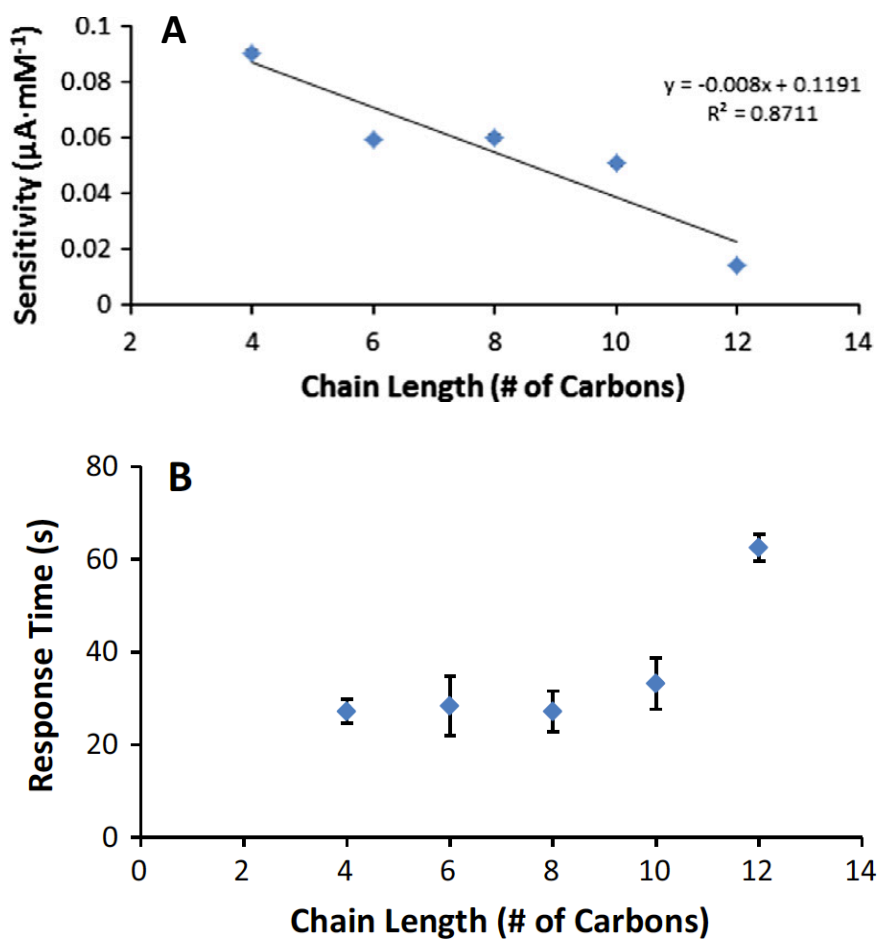 A
Sensitivity (µA·mM⁻¹)
0.1
0.08
0.06
0.04
0.02
0
y = -0.008x + 0.1191
R² = 0.8711
2 4 6 8 10 12 14
Chain Length (# of Carbons)
B
Response Time (s)
80
60
40
20
0
0 2 4 6 8 10 12 14
Chain Length (# of Carbons)